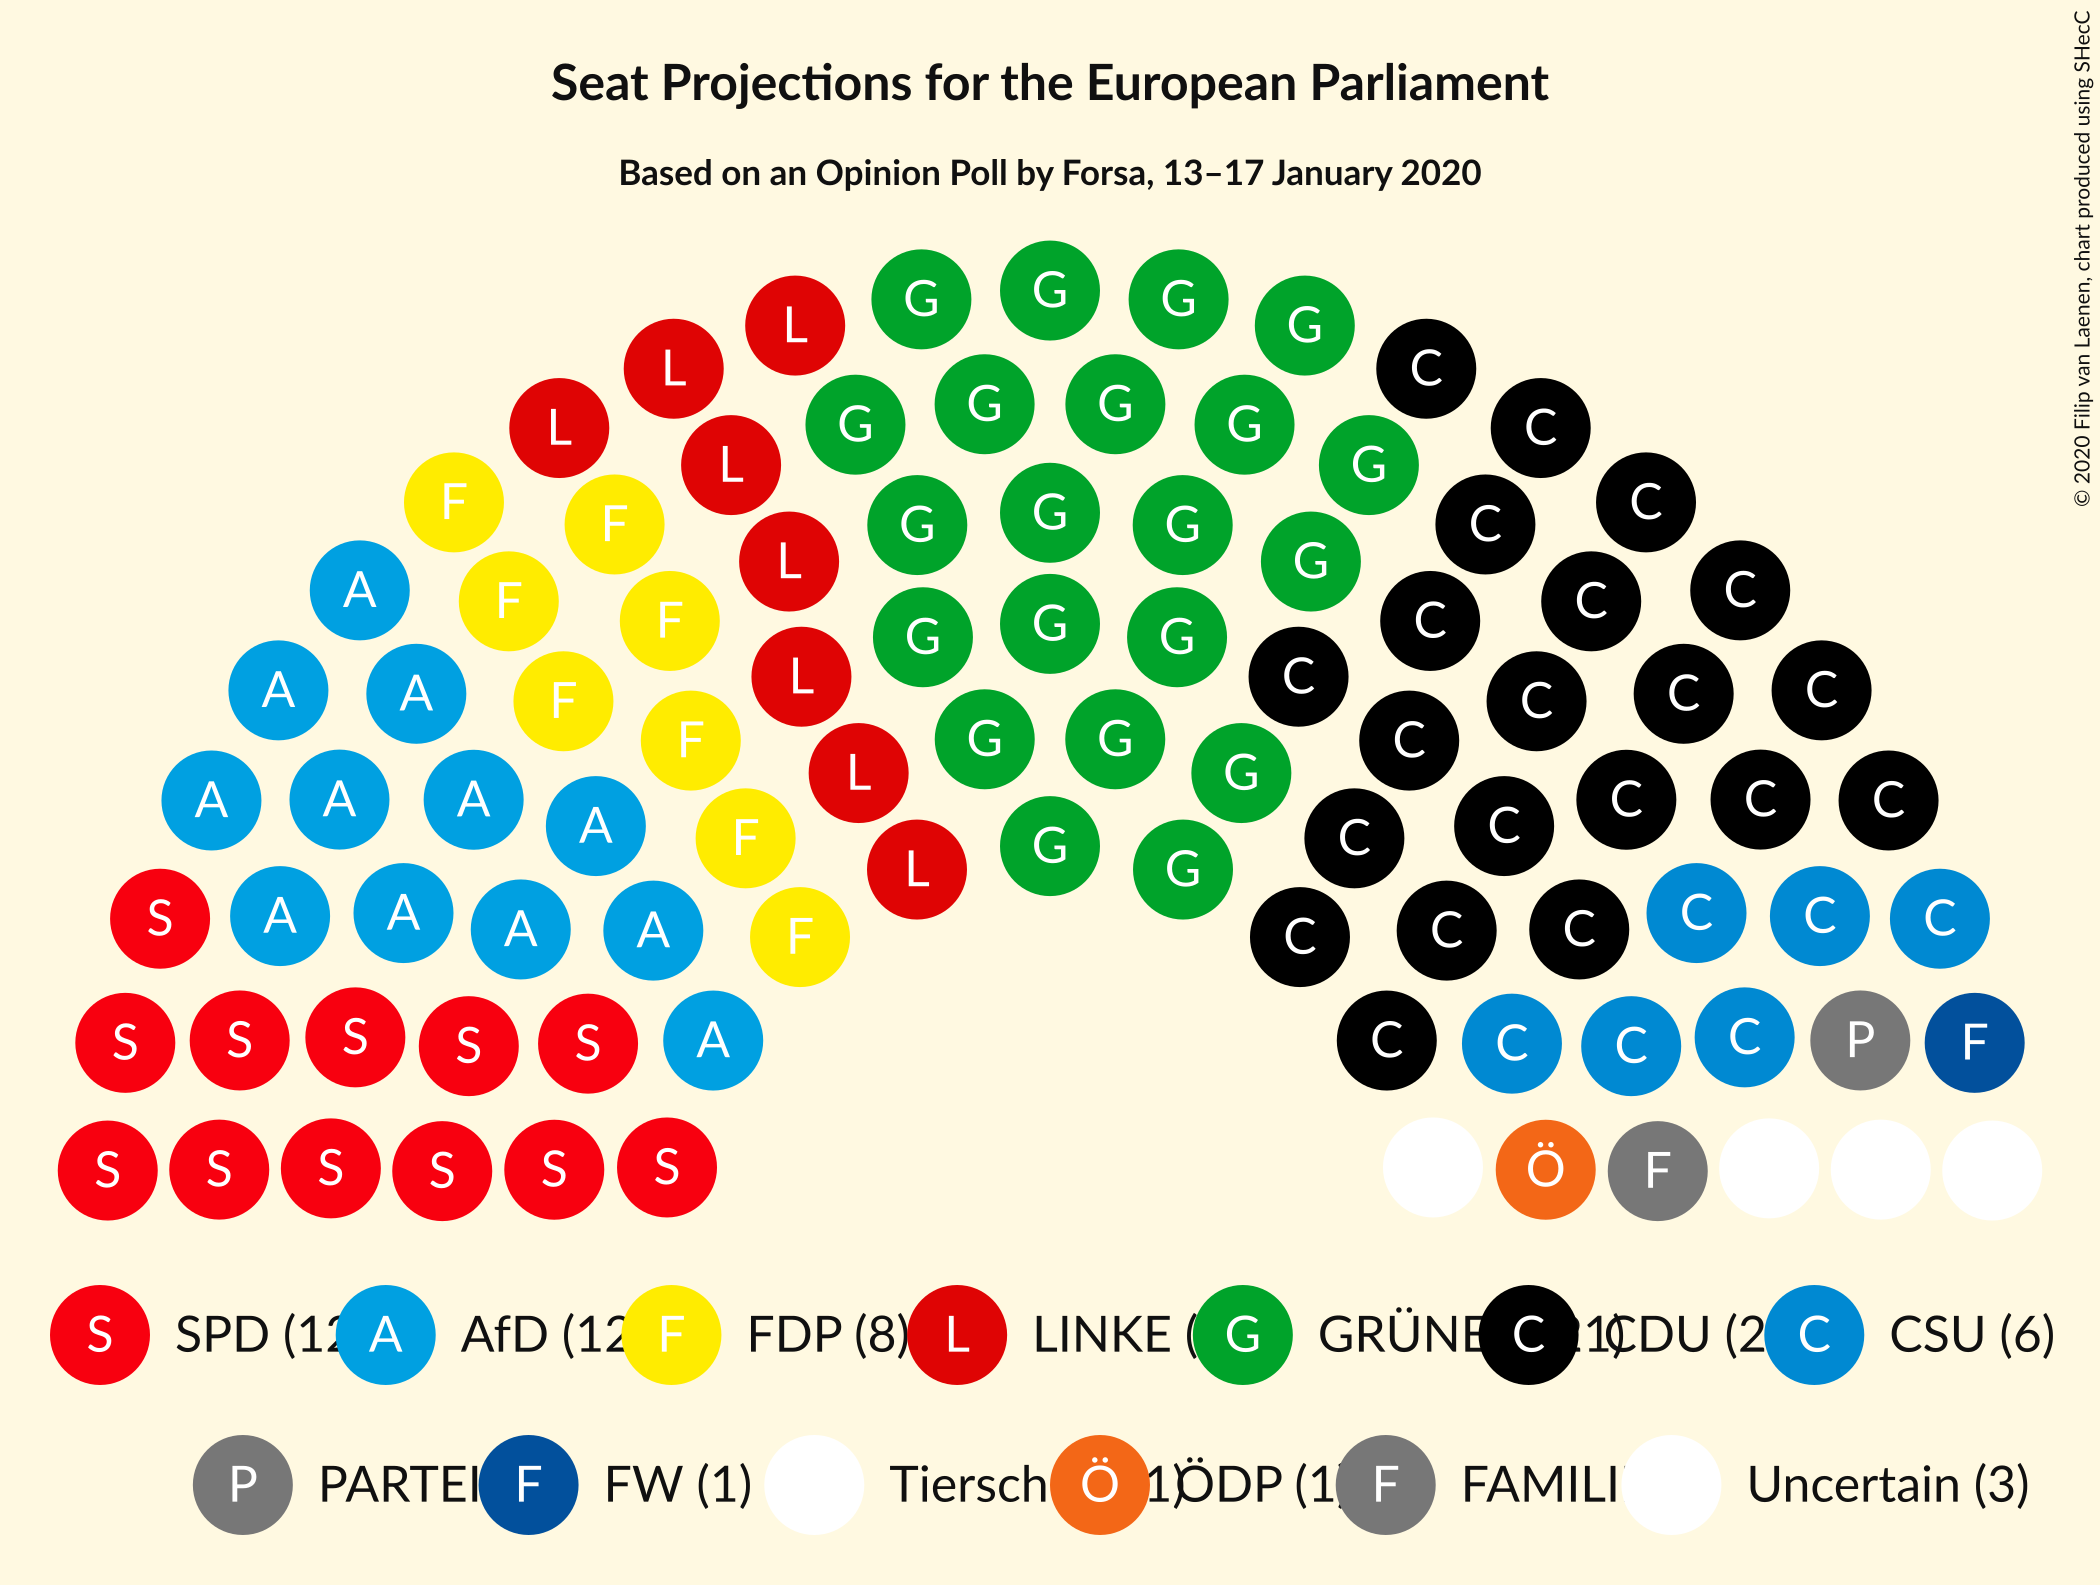 Seat Projections for the European Parliament
Based on an Opinion Poll by Forsa, 13–17 January 2020
© 2020 Filip van Laenen, chart produced using SHecC
G G G G
L L
G G G G
C C
L L
G
F F
G G G
C C
L G
A F F
C C C
G G G
A A F L
C C C C
F G G C
A A A A F L
G C C C C C
L G G
S A A A A F
C C C C C C
S S S S S A
C C C C P F
S S S S S S
Ö F
S SPD (12 A AfD (12 F FDP (8) L LINKE ( G GRÜNE 21) C CDU (2 C CSU (6)
P PARTEI F FW (1) Tiersch 1) Ö ÖDP (1 F FAMILI Uncertain (3)